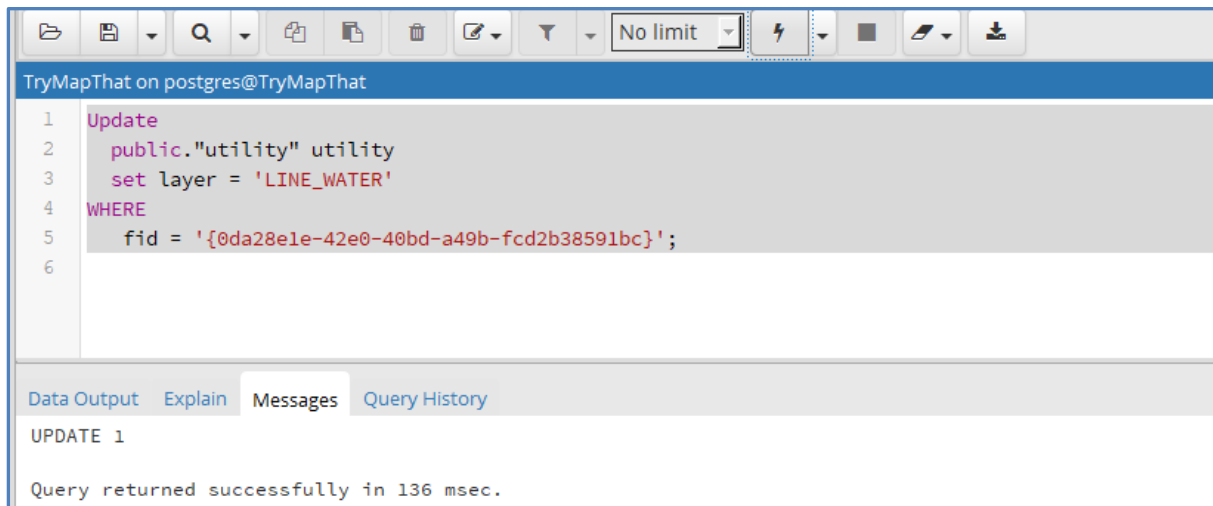 No limit
TryMapThat on postgres@TryMapThat
1 Update
2 public."utility" utility
3 set layer = 'LINE_WATER'
4 WHERE
5 fid = '{0da28e1e-42e0-40bd-a49b-fcd2b38591bc}';
6
Data Output Explain Messages Query History
UPDATE 1
Query returned successfully in 136 msec.